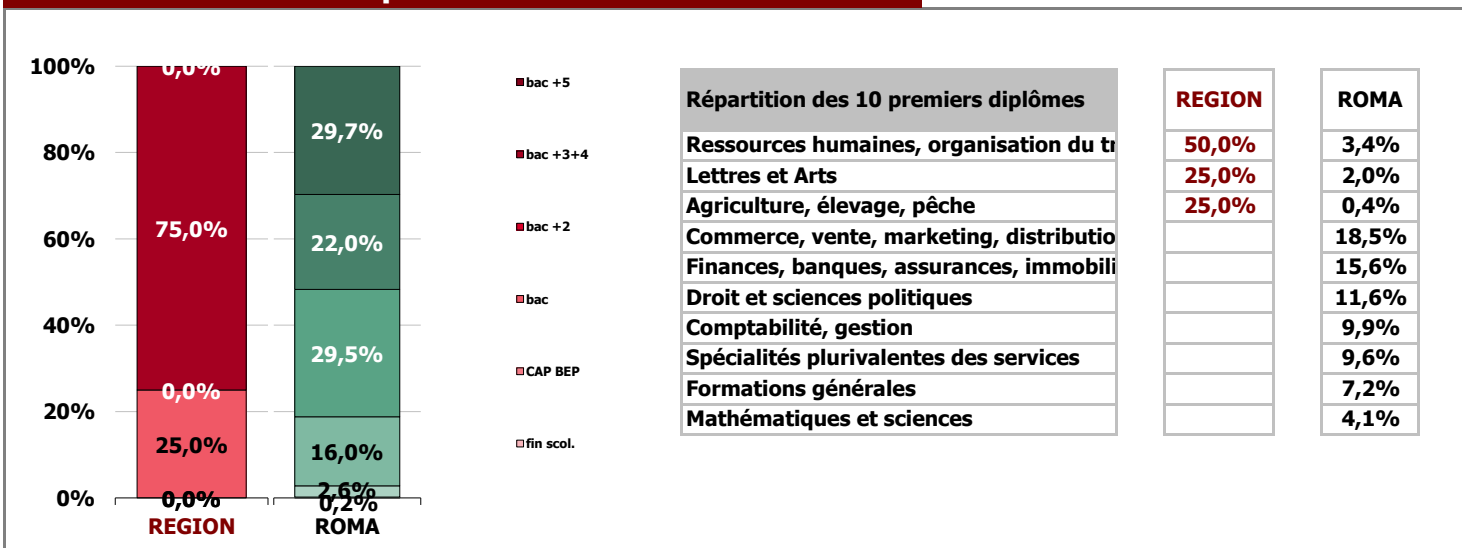 100%
80%
60%
40%
20%
0%
0,0%
75,0%
0,0%
25,0%
0,0%
REGION
29,7%
22,0%
29,5%
16,0%
2,6%
0,2%
ROMA
bac +5
bac +3+4
bac +2
bac
CAP BEP
fin scol.
Répartition des 10 premiers diplômes REGION ROMA
Ressources humaines, organisation du tr 50,0% 3,4%
Lettres et Arts 25,0% 2,0%
Agriculture, élevage, pêche 25,0% 0,4%
Commerce, vente, marketing, distributio 18,5%
Finances, banques, assurances, immobili 15,6%
Droit et sciences politiques 11,6%
Comptabilité, gestion 9,9%
Spécialités plurivalentes des services 9,6%
Formations générales 7,2%
Mathématiques et sciences 4,1%